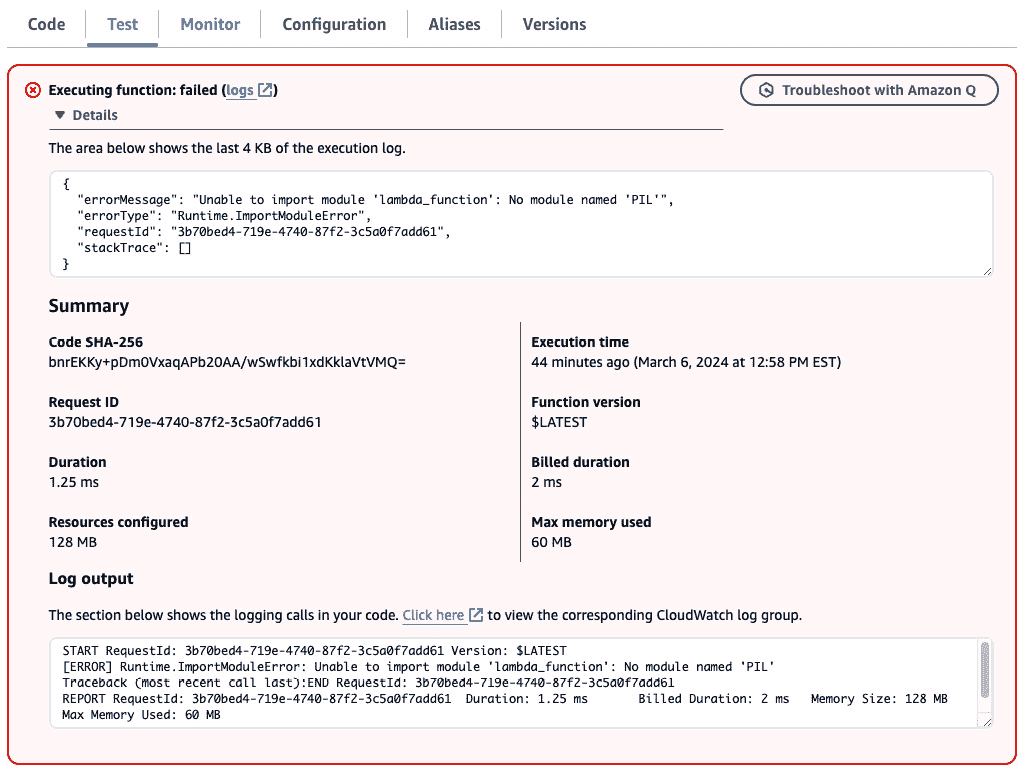 Code Test Monitor Configuration Aliases Versions
Executing function: failed (logs)
Troubleshoot with Amazon Q
Details
The area below shows the last 4 KB of the execution log.
{
"errorMessage": "Unable to import module 'lambda_function': No module named 'PIL'",
"errorType": "Runtime.ImportModuleError",
"requestId": "3b70bed4-719e-4740-87f2-3c5a0f7add61",
"stackTrace": []
}
Summary
Code SHA-256
bnrEKKy+pDm0VxaqAPb20AA/wSwfkbi1xdKklaVtVMQ=
Execution time
44 minutes ago (March 6, 2024 at 12:58 PM EST)
Request ID
3b70bed4-719e-4740-87f2-3c5a0f7add61
Function version
$LATEST
Duration
1.25 ms
Billed duration
2 ms
Resources configured
128 MB
Max memory used
60 MB
Log output
The section below shows the logging calls in your code. Click here to view the corresponding CloudWatch log group.
START RequestId: 3b70bed4-719e-4740-87f2-3c5a0f7add61 Version: $LATEST
[ERROR] Runtime.ImportModuleError: Unable to import module 'lambda_function': No module named 'PIL'
Traceback (most recent call last):END RequestId: 3b70bed4-719e-4740-87f2-3c5a0f7add61
REPORT RequestId: 3b70bed4-719e-4740-87f2-3c5a0f7add61 Duration: 1.25 ms Billed Duration: 2 ms Memory Size: 128 MB
Max Memory Used: 60 MB